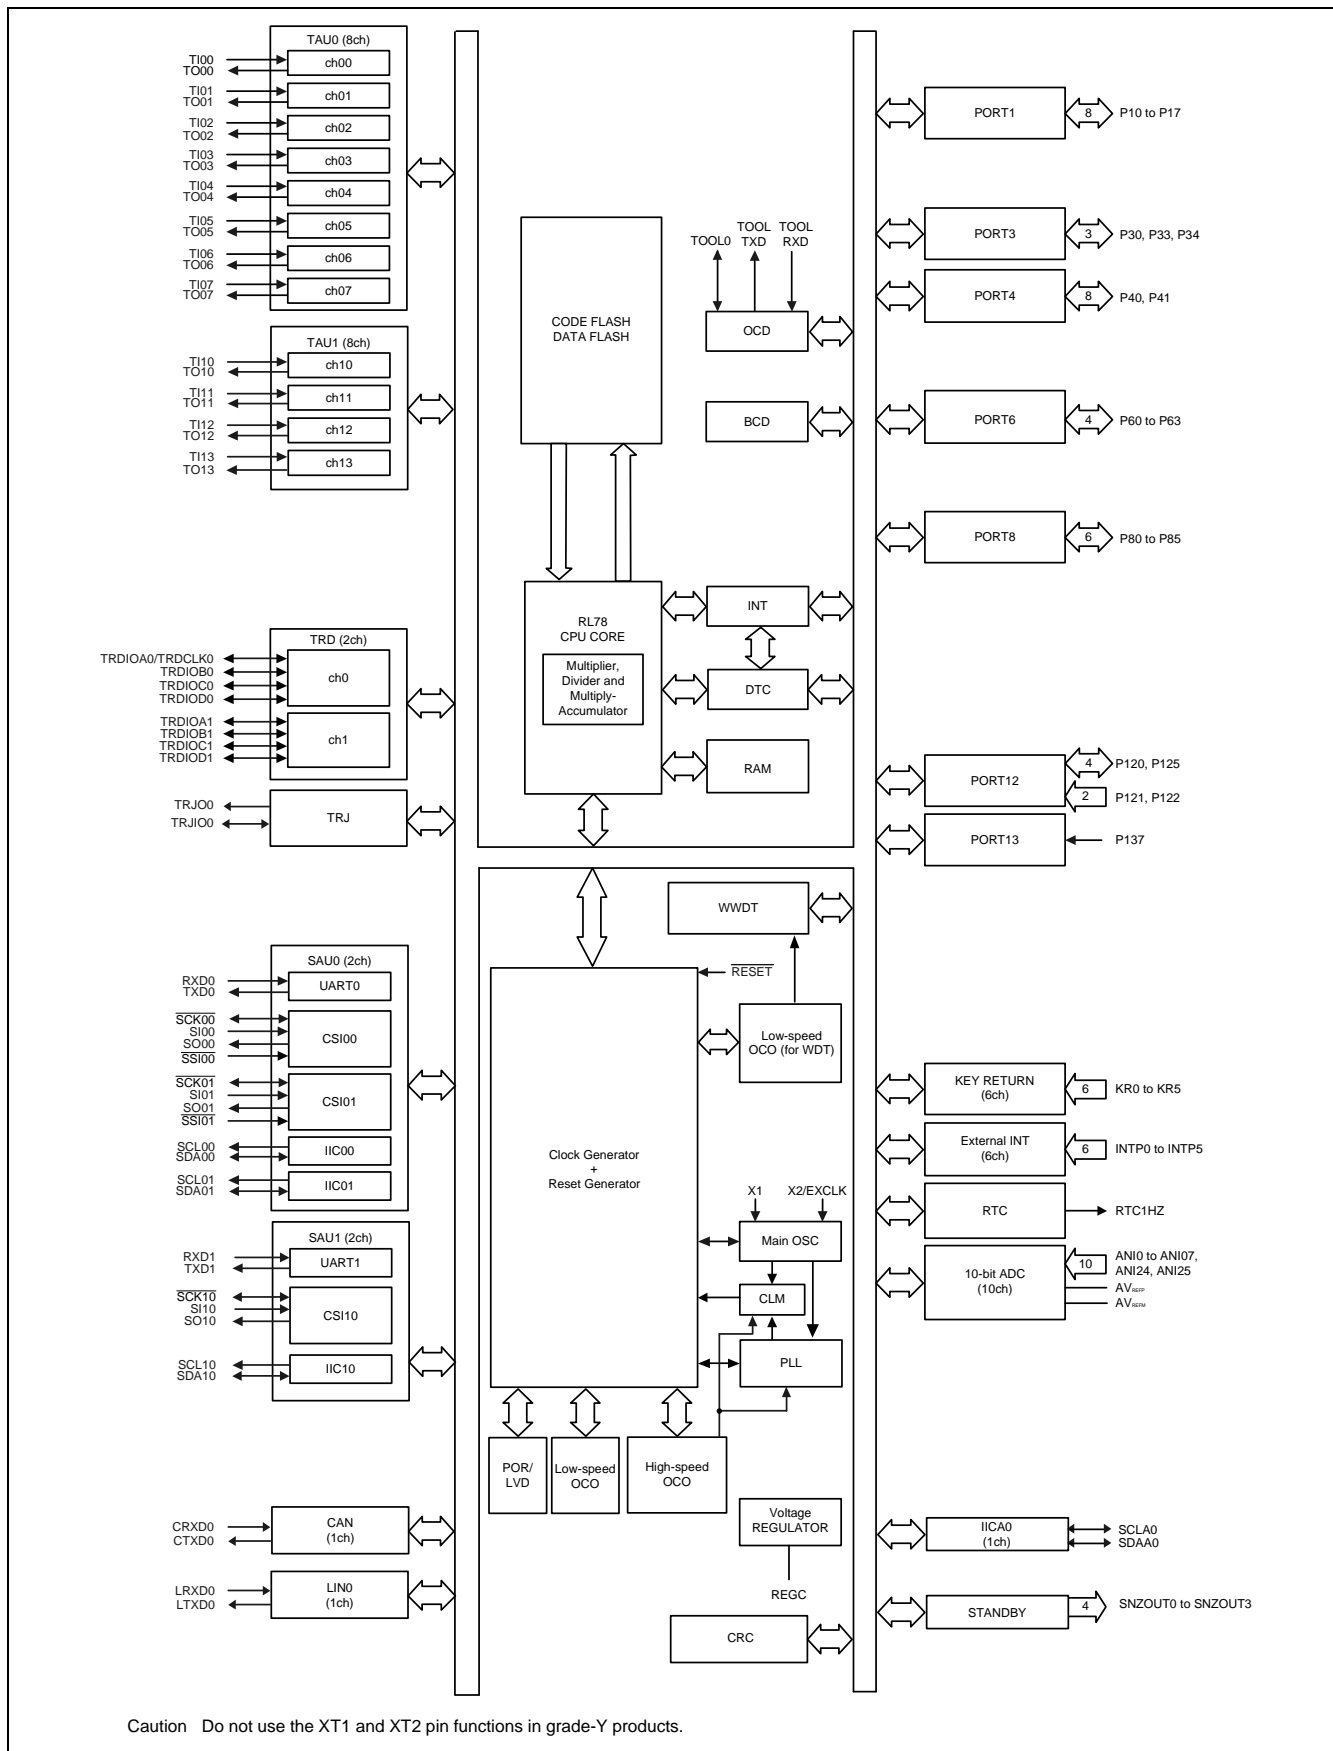 TAU0 (8ch)
TI00
TO00
ch00
TI01
TO01
ch01
TI02
TO02
ch02
TI03
TO03
ch03
TI04
TO04
ch04
TI05
TO05
ch05
TI06
TO06
ch06
TI07
TO07
ch07
TAU1 (8ch)
TI10
TO10
ch10
TI11
TO11
ch11
TI12
TO12
ch12
TI13
TO13
ch13
TRD (2ch)
TRDIOA0/TRDCLK0
TRDIOB0
TRDIOC0
TRDIOD0
ch0
TRDIOA1
TRDIOB1
TRDIOC1
TRDIOD1
ch1
TRJO0
TRJIO0
TRJ
SAU0 (2ch)
RXD0
TXD0
UART0
SCK00
SI00
SO00
SSI00
CSI00
SCK01
SI01
SO01
SSI01
CSI01
SCL00
SDA00
IIC00
SCL01
SDA01
IIC01
SAU1 (2ch)
RXD1
TXD1
UART1
SCK10
SI10
SO10
CSI10
SCL10
SDA10
IIC10
CRXD0
CTXD0
CAN
(1ch)
LRXD0
LTXD0
LIN0
(1ch)
CODE FLASH
DATA FLASH
TOOL0
TOOL
TXD
TOOL
RXD
OCD
BCD
RL78
CPU CORE
Multiplier,
Divider and
Multiply-
Accumulator
INT
DTC
RAM
WWDT
RESET
Low-speed
OCO (for WDT)
Clock Generator
+
Reset Generator
X1
X2/EXCLK
Main OSC
CLM
PLL
POR/
LVD
Low-speed
OCO
High-speed
OCO
Voltage
REGULATOR
REGC
CRC
PORT1
8
P10 to P17
PORT3
3
P30, P33, P34
PORT4
8
P40, P41
PORT6
4
P60 to P63
PORT8
6
P80 to P85
PORT12
4
P120, P125
2
P121, P122
PORT13
P137
KEY RETURN
(6ch)
6
KR0 to KR5
External INT
(6ch)
6
INTP0 to INTP5
RTC
RTC1HZ
10-bit ADC
(10ch)
10
ANI0 to ANI07,
ANI24, ANI25
AVREFP
AVREFM
IICA0
(1ch)
SCLA0
SDAA0
STANDBY
4
SNZOUT0 to SNZOUT3
Caution Do not use the XT1 and XT2 pin functions in grade-Y products.